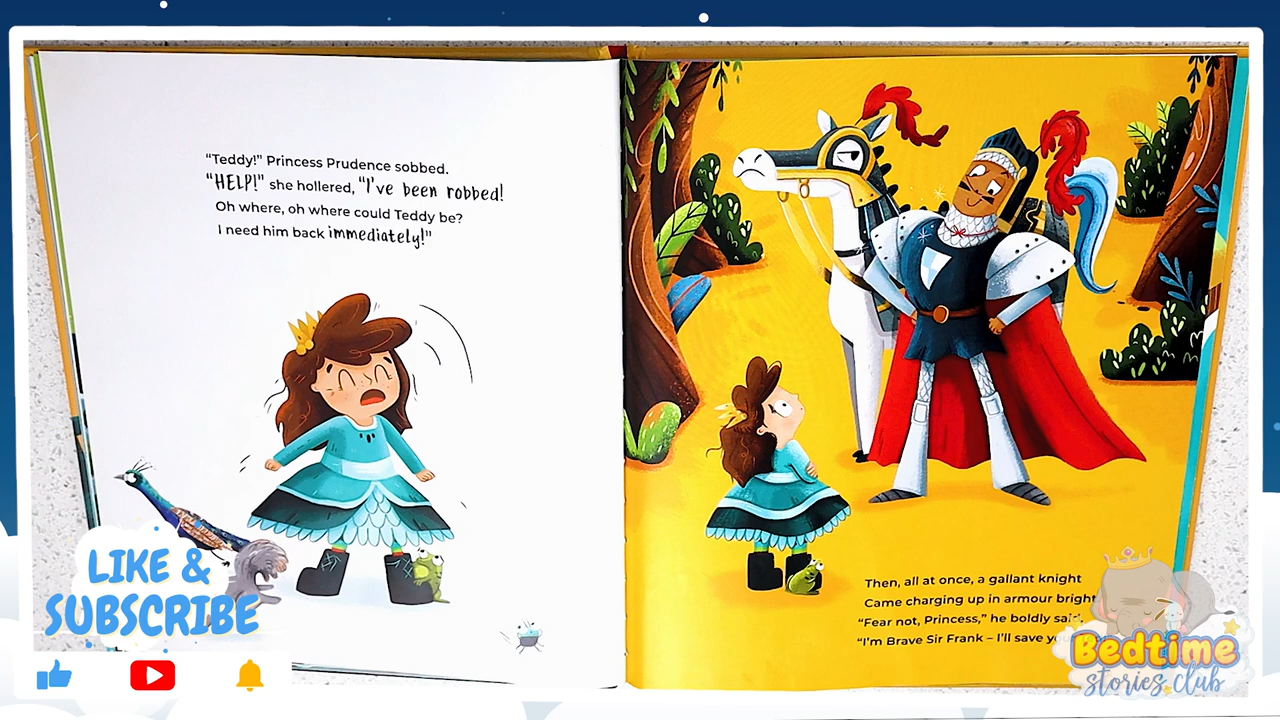 “Teddy!” Princess Prudence sobbed.
“HELP!” she hollered, “I’ve been robbed!
Oh where, oh where could Teddy be?
I need him back immediately!”
Then, all at once, a gallant knight
Came charging up in armour bright
“Fear not, Princess,” he boldly said,
“I’m Brave Sir Frank – I’ll save
LIKE &
SUBSCRIBE
Bedtime
stories.club